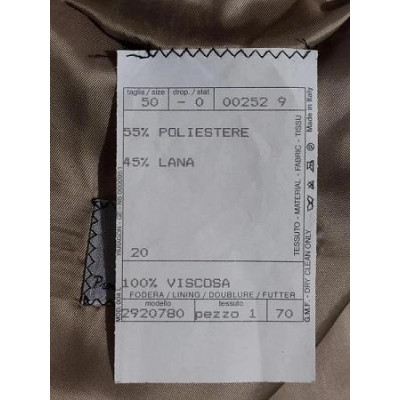 taglia / size drop. / stat
50 - 0 00252 9
Made in Italy
55% POLIESTERE
45% LANA
TESSUTO - MATERIAL - FABRIC - TISSU
20
100% VISCOSA
FODERA / LINING / DOUBLURE / FUTTER
G.M.F. - DRY CLEAN ONLY
modello tessuto
2920780 pezzo 1 70